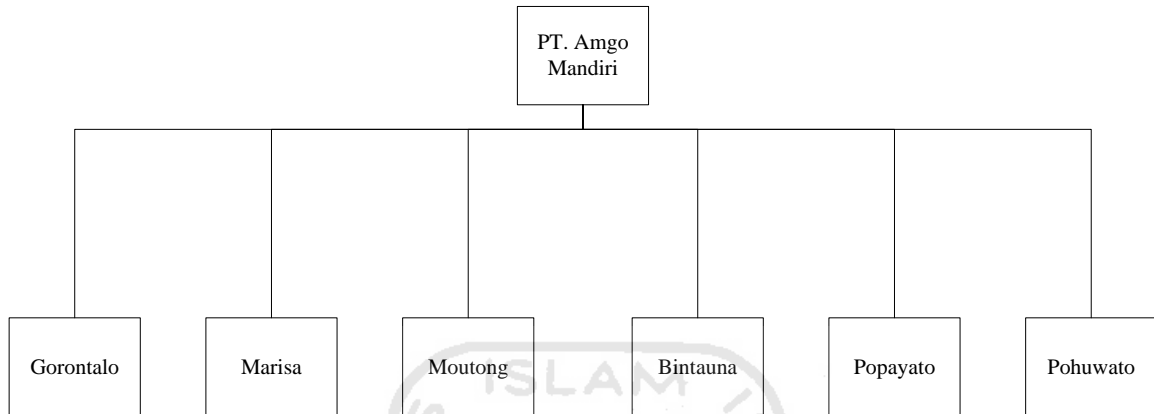 PT. Amgo
Mandiri
Gorontalo
Marisa
Moutong
Bintauna
Popayato
Pohuwato
ISLAM